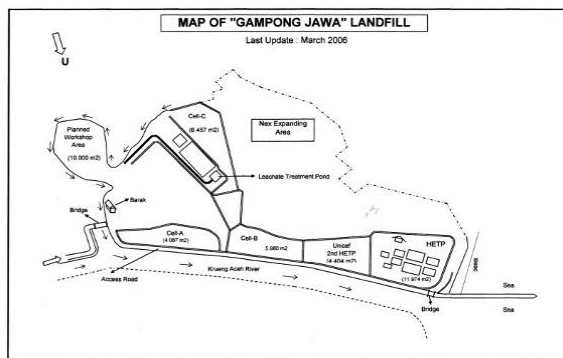 MAP OF "GAMPONG JAWA" LANDFILL
Last Update : March 2006
U
Cell-C
(6.457 m2)
Nex Expanding
Area
Planned
Workshop
Area
(10.000 m2)
Leachate Treatment Pond
Barak
Bridge
Cell-A
(4.087 m2)
Cell-B
5.980 m2
Unicef
2nd HETP
(4.404 m2)
HETP
(11.974 m2)
Krueng Aceh River
Access Road
Sea
Bridge
Sea